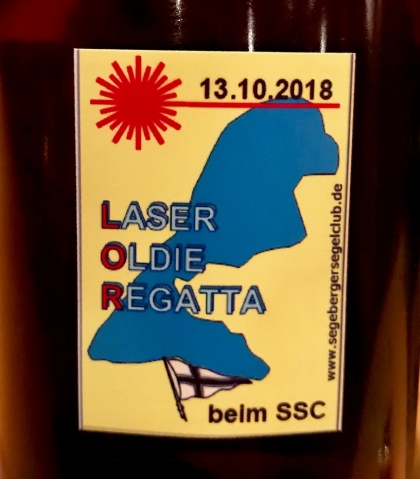 13.10.2018
LASER
OLDIE
REGATTA
www.segebergersegelclub.de
beim SSC